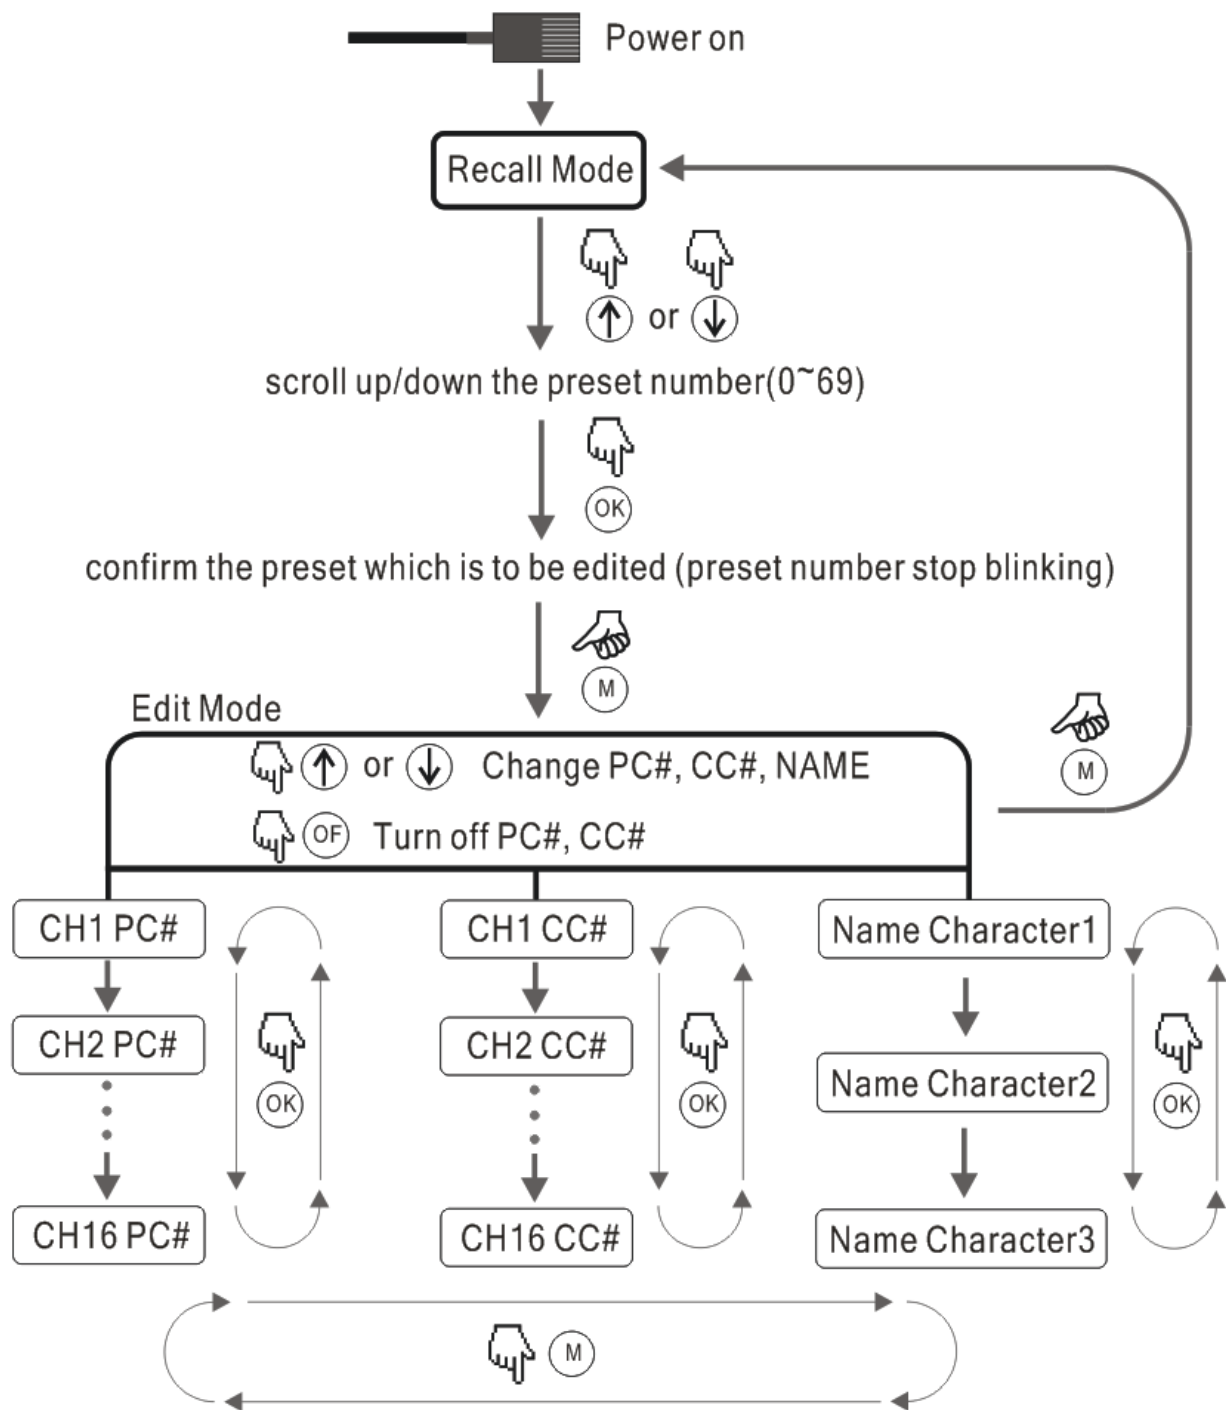 Power on
Recall Mode
or
scroll up/down the preset number(0~69)
OK
confirm the preset which is to be edited (preset number stop blinking)
M
Edit Mode
or Change PC#, CC#, NAME
M
OF Turn off PC#, CC#
CH1 PC#
CH1 CC#
Name Character1
CH2 PC#
CH2 CC#
Name Character2
OK
OK
OK
CH16 PC#
CH16 CC#
Name Character3
M